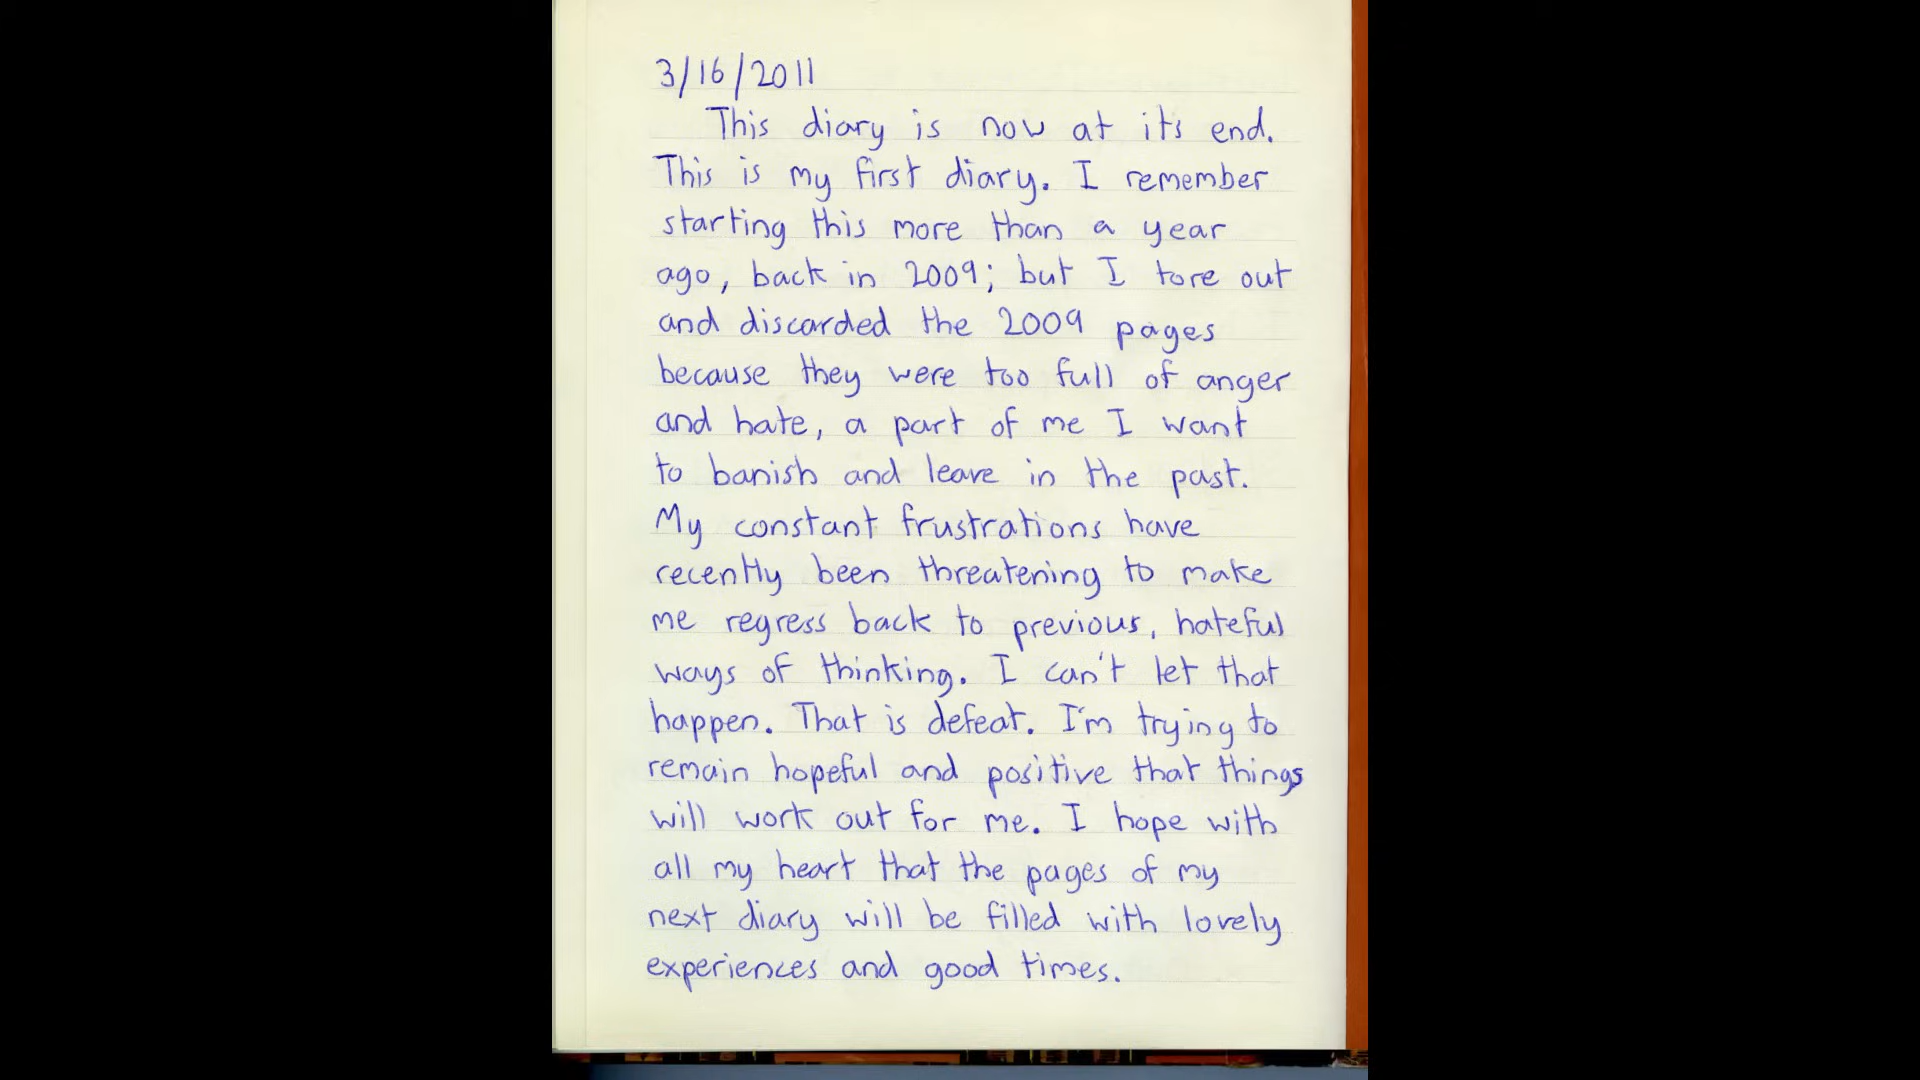 3/16/2011
This diary is now at its end.
This is my first diary. I remember
starting this more than a year
ago, back in 2009; but I tore out
and discarded the 2009 pages
because they were too full of anger
and hate, a part of me I want
to banish and leave in the past.
My constant frustrations have
recently been threatening to make
me regress back to previous, hateful
ways of thinking. I can't let that
happen. That is defeat. I'm trying to
remain hopeful and positive that things
will work out for me. I hope with
all my heart that the pages of my
next diary will be filled with lovely
experiences and good times.